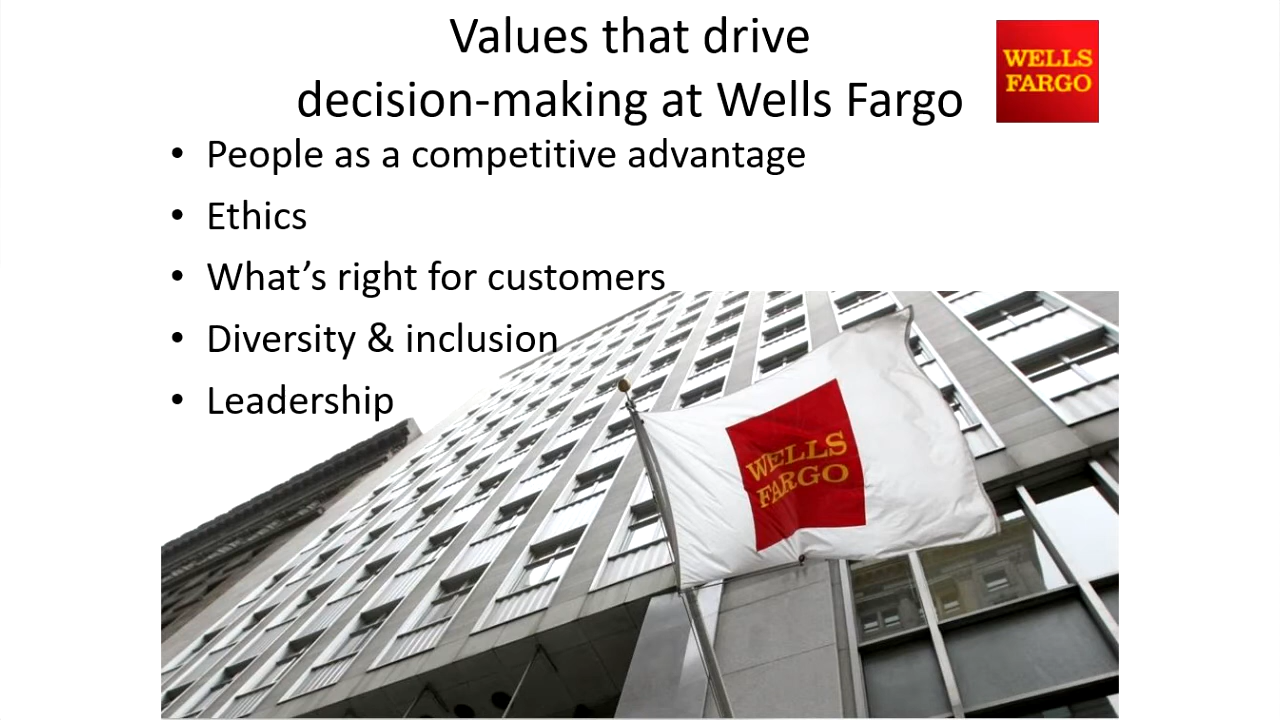 Values that drive
decision-making at Wells Fargo
WELLS
FARGO
• People as a competitive advantage
• Ethics
• What’s right for customers
• Diversity & inclusion
• Leadership
WELLS
FARGO